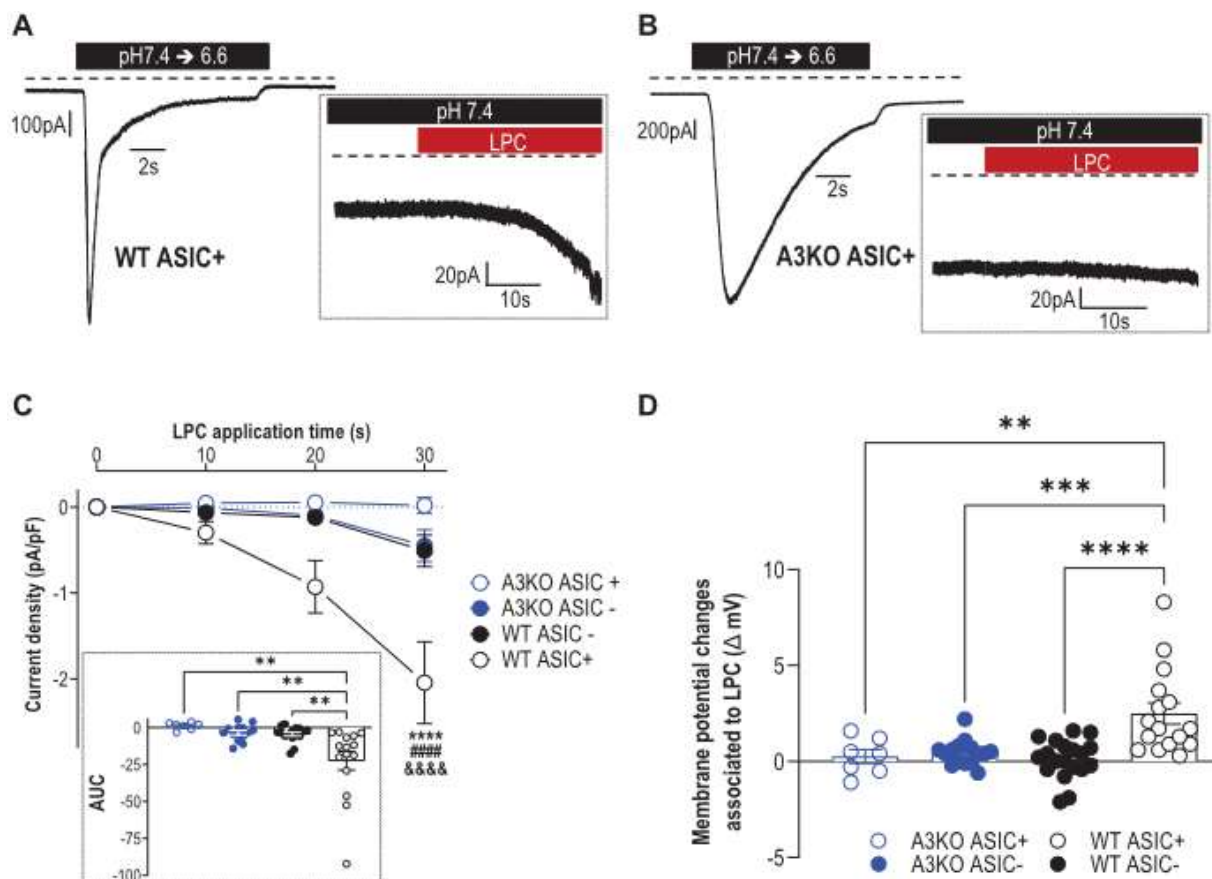 A
pH7.4 ➔ 6.6
100pA
2s
WT ASIC+
pH 7.4
LPC
20pA
10s
B
pH7.4 ➔ 6.6
200pA
2s
A3KO ASIC+
pH 7.4
LPC
20pA
10s
C
LPC application time (s)
0 10 20 30
Current density (pA/pF)
0
-1
-2
A3KO ASIC +
A3KO ASIC -
WT ASIC -
WT ASIC+
**
**
**
AUC
0
-25
-50
-75
-100
****
####
&&&&
D
**
***
****
Membrane potential changes
associated to LPC (Δ mV)
10
5
0
-5
A3KO ASIC+ WT ASIC+
A3KO ASIC- WT ASIC-